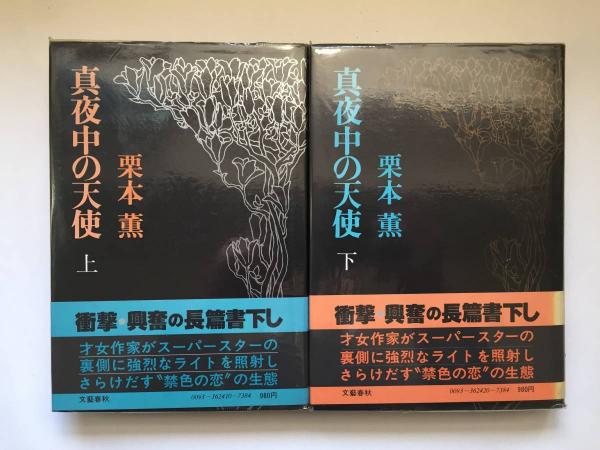 真夜中の天使
栗本薫
上
衝撃・興奮の長篇書下し
才女作家がスーパースターの
裏側に強烈なライトを照射し
さらけだす“禁色の恋”の生態
文藝春秋 0093-362410-7384 980円
真夜中の天使
栗本薫
下
衝撃・興奮の長篇書下し
才女作家がスーパースターの
裏側に強烈なライトを照射し
さらけだす“禁色の恋”の生態
文藝春秋 0093-362420-7384 980円